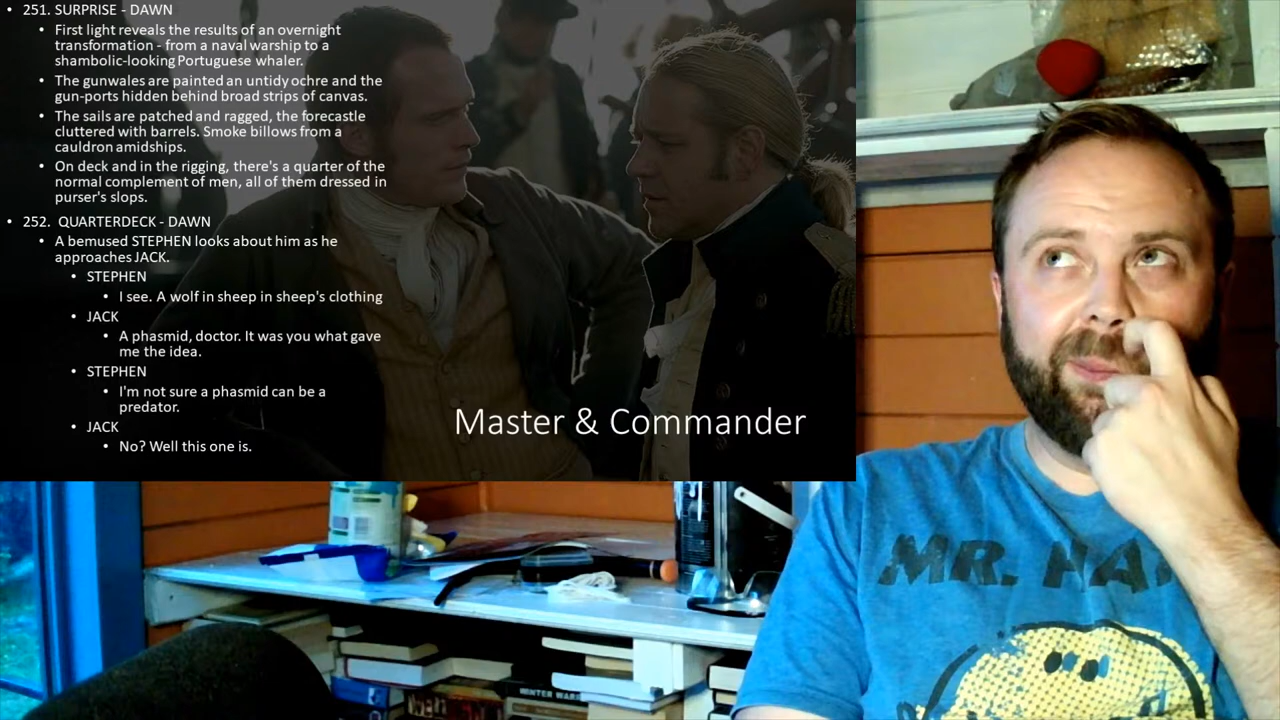 251. SURPRISE - DAWN
First light reveals the results of an overnight
transformation - from a naval warship to a
shambolic-looking Portuguese whaler.
The gunwales are painted an untidy ochre and the
gun-ports hidden behind broad strips of canvas.
The sails are patched and ragged, the forecastle
cluttered with barrels. Smoke billows from a
cauldron amidships.
On deck and in the rigging, there's a quarter of the
normal complement of men, all of them dressed in
purser's slops.
252. QUARTERDECK - DAWN
A bemused STEPHEN looks about him as he
approaches JACK.
STEPHEN
I see. A wolf in sheep in sheep's clothing
JACK
A phasmid, doctor. It was you what gave
me the idea.
STEPHEN
I'm not sure a phasmid can be a
predator.
JACK
No? Well this one is.
Master & Commander
MR. HA
WINTER WAR